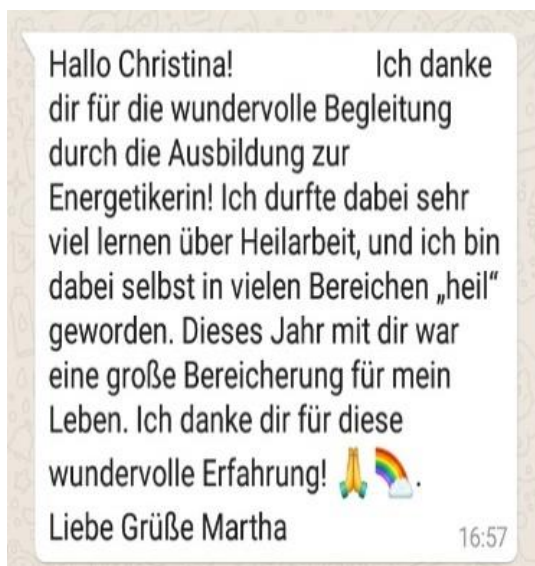 Hallo Christina! Ich danke
dir für die wundervolle Begleitung
durch die Ausbildung zur
Energetikerin! Ich durfte dabei sehr
viel lernen über Heilarbeit, und ich bin
dabei selbst in vielen Bereichen „heil“
geworden. Dieses Jahr mit dir war
eine große Bereicherung für mein
Leben. Ich danke dir für diese
wundervolle Erfahrung! 🙏🌈.
Liebe Grüße Martha
16:57